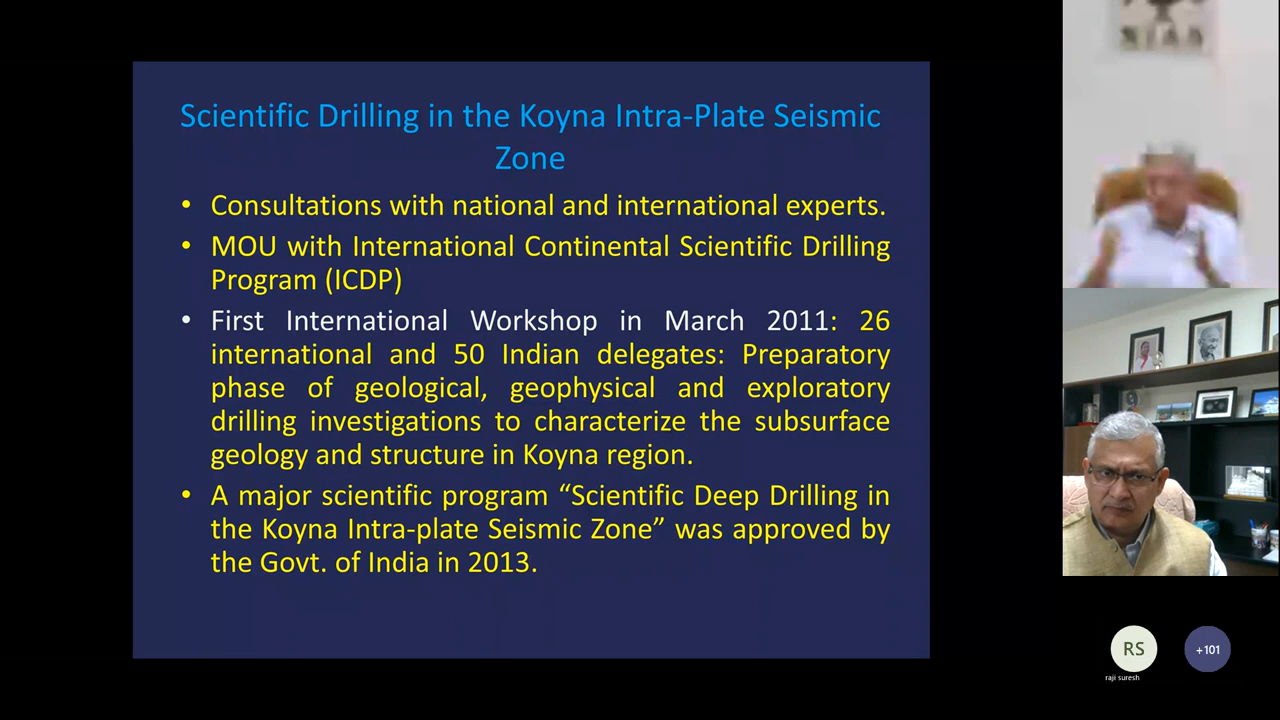 Scientific Drilling in the Koyna Intra-Plate Seismic
Zone
• Consultations with national and international experts.
• MOU with International Continental Scientific Drilling
Program (ICDP)
• First International Workshop in March 2011: 26
international and 50 Indian delegates: Preparatory
phase of geological, geophysical and exploratory
drilling investigations to characterize the subsurface
geology and structure in Koyna region.
• A major scientific program “Scientific Deep Drilling in
the Koyna Intra-plate Seismic Zone” was approved by
the Govt. of India in 2013.
RS
+101
raji suresh